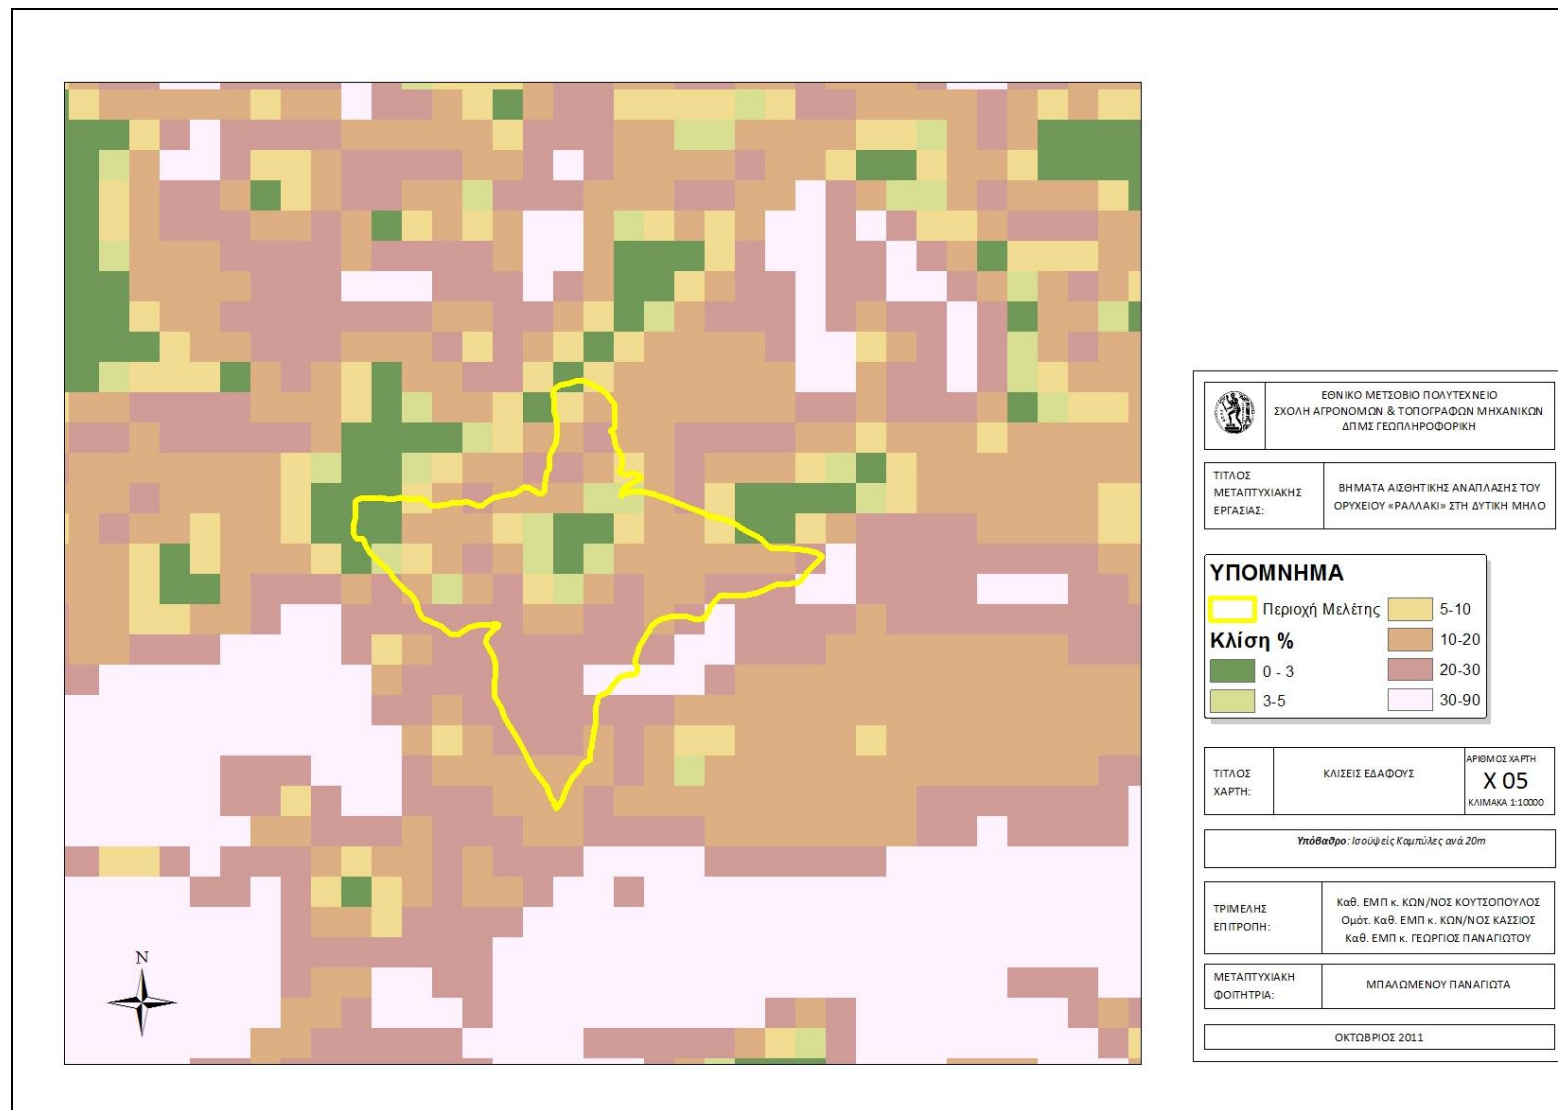 ΕΘΝΙΚΟ ΜΕΤΣΟΒΙΟ ΠΟΛΥΤΕΧΝΕΙΟ
ΣΧΟΛΗ ΑΓΡΟΝΟΜΩΝ & ΤΟΠΟΓΡΑΦΩΝ ΜΗΧΑΝΙΚΩΝ
ΔΠΜΣ ΓΕΩΠΛΗΡΟΦΟΡΙΚΗ
ΤΙΤΛΟΣ
ΜΕΤΑΠΤΥΧΙΑΚΗΣ
ΕΡΓΑΣΙΑΣ:
ΒΗΜΑΤΑ ΑΙΣΘΗΤΙΚΗΣ ΑΝΑΠΛΑΣΗΣ ΤΟΥ
ΟΡΥΧΕΙΟΥ «ΡΑΛΛΑΚΙ» ΣΤΗ ΔΥΤΙΚΗ ΜΗΛΟ
ΥΠΟΜΝΗΜΑ
Περιοχή Μελέτης
Κλίση %
0 - 3
3-5
5-10
10-20
20-30
30-90
ΤΙΤΛΟΣ
ΧΑΡΤΗ:
ΚΛΙΣΕΙΣ ΕΔΑΦΟΥΣ
ΑΡΙΘΜΟΣ ΧΑΡΤΗ
Χ 05
ΚΛΙΜΑΚΑ 1:10000
Υπόβαθρο: Ισοϋψείς Καμπύλες ανά 20m
ΤΡΙΜΕΛΗΣ
ΕΠΙΤΡΟΠΗ:
Καθ. ΕΜΠ κ. ΚΩΝ/ΝΟΣ ΚΟΥΤΣΟΠΟΥΛΟΣ
Ομότ. Καθ. ΕΜΠ κ. ΚΩΝ/ΝΟΣ ΚΑΣΣΙΟΣ
Καθ. ΕΜΠ κ. ΓΕΩΡΓΙΟΣ ΠΑΝΑΓΙΩΤΟΥ
ΜΕΤΑΠΤΥΧΙΑΚΗ
ΦΟΙΤΗΤΡΙΑ:
ΜΠΑΛΩΜΕΝΟΥ ΠΑΝΑΓΙΩΤΑ
ΟΚΤΩΒΡΙΟΣ 2011
N